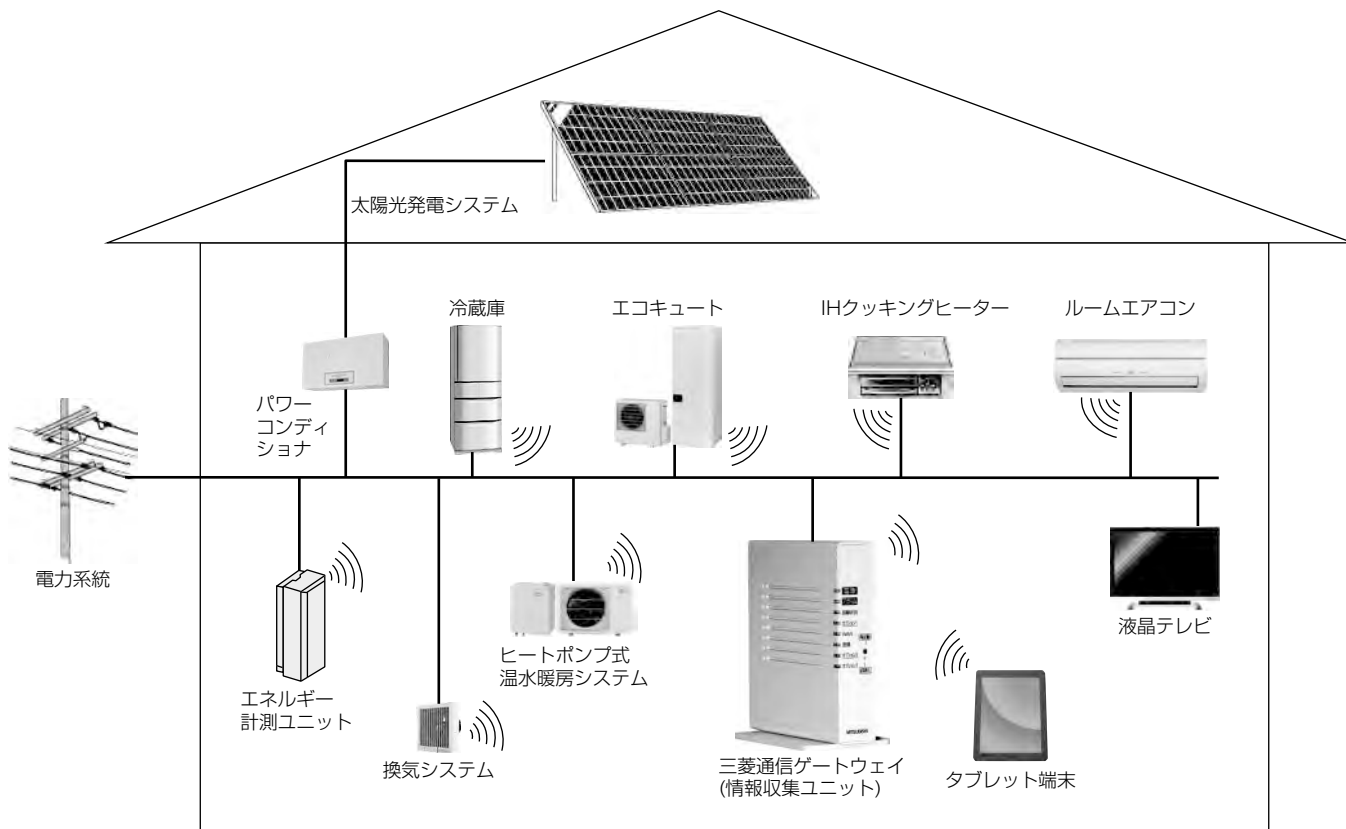 太陽光発電システム
冷蔵庫
エコキュート
IHクッキングヒーター
ルームエアコン
パワー
コンディ
ショナ
電力系統
エネルギー
計測ユニット
換気システム
ヒートポンプ式
温水暖房システム
三菱通信ゲートウェイ
(情報収集ユニット)
タブレット端末
液晶テレビ